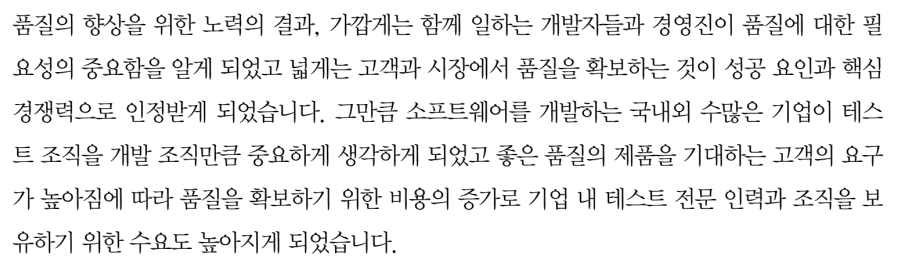 품질의 향상을 위한 노력의 결과, 가깝게는 함께 일하는 개발자들과 경영진이 품질에 대한 필
요성의 중요함을 알게 되었고 넓게는 고객과 시장에서 품질을 확보하는 것이 성공 요인과 핵심
경쟁력으로 인정받게 되었습니다. 그만큼 소프트웨어를 개발하는 국내외 수많은 기업이 테스
트 조직을 개발 조직만큼 중요하게 생각하게 되었고 좋은 품질의 제품을 기대하는 고객의 요구
가 높아짐에 따라 품질을 확보하기 위한 비용의 증가로 기업 내 테스트 전문 인력과 조직을 보
유하기 위한 수요도 높아지게 되었습니다.